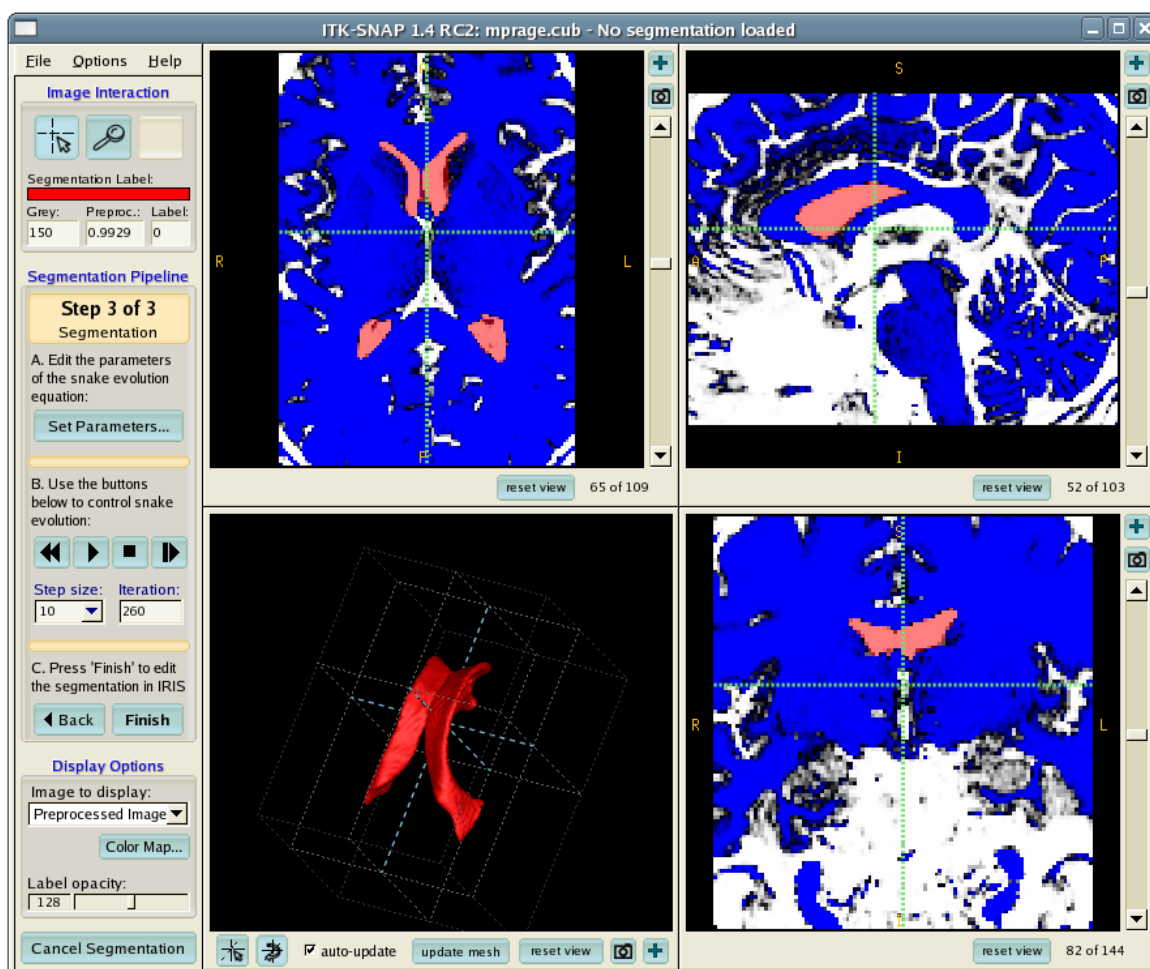 ITK-SNAP 1.4 RC2: mprage.cub - No segmentation loaded
File Options Help
Image Interaction
Segmentation Label:
Grey: Preproc.: Label:
150 0.9929 0
Segmentation Pipeline
Step 3 of 3
Segmentation
A. Edit the parameters
of the snake evolution
equation:
Set Parameters...
B. Use the buttons
below to control snake
evolution:
Step size: Iteration:
10 260
C. Press 'Finish' to edit
the segmentation in IRIS
Back Finish
Display Options
Image to display:
Preprocessed Image
Color Map...
Label opacity:
128
Cancel Segmentation
R
L
reset view 65 of 109
S
A
P
I
reset view 52 of 103
auto-update update mesh reset view
S
R
L
I
reset view 82 of 144